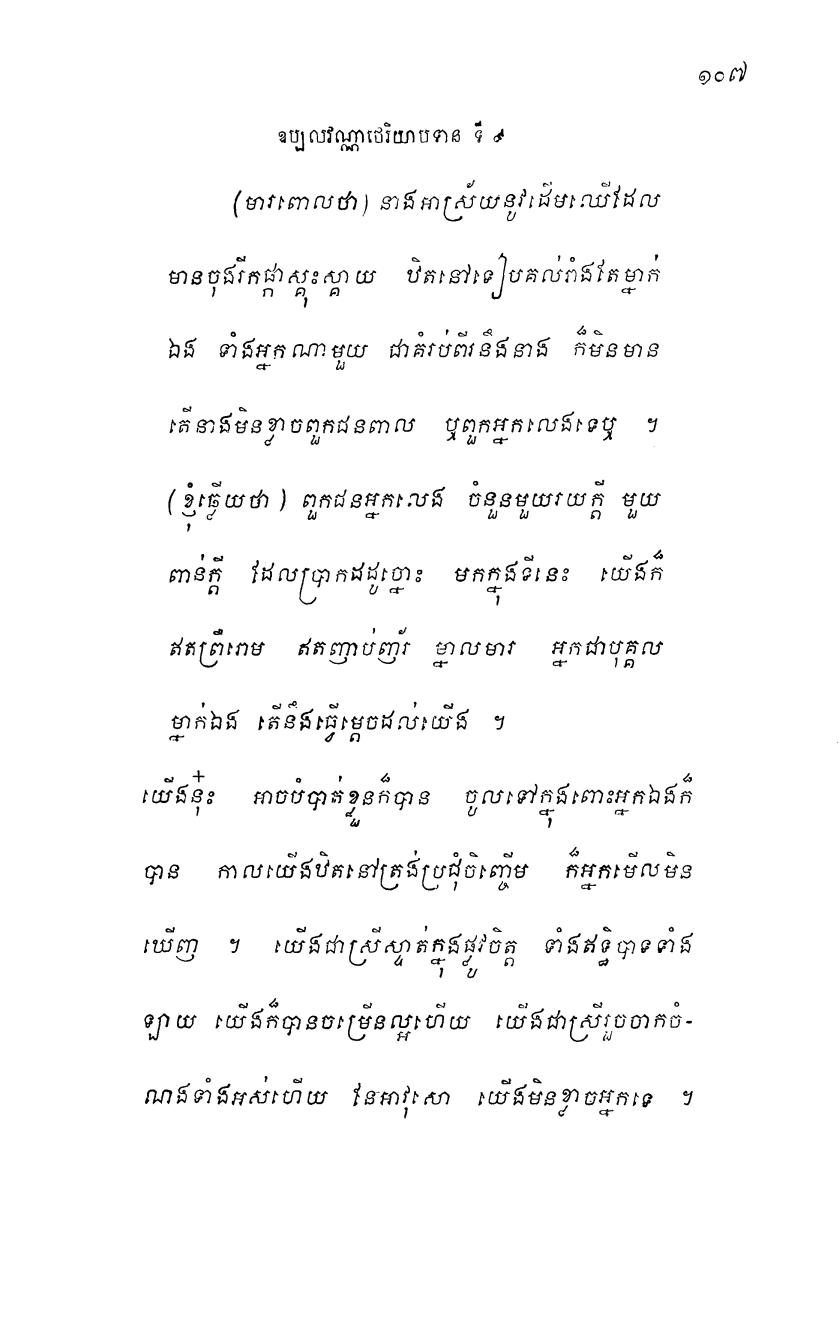 ១០៧
ឧប្បលវណ្ណាថេរិយាបទាន ទី ៩
(មារពោលថា) នាងអាស្រ័យនូវដើមឈើដែល
មានចុងរីកផ្កាស្គុះស្គាយ ឋិតនៅទៀបគល់រាំងតែម្នាក់
ឯង ទាំងអ្នកណាមួយ ជាគំរប់ពីរនឹងនាង ក៏មិនមាន
តើនាងមិនខ្លាចពួកជនពាល ឬពួកអ្នកលេងទេឬ ។
(ខ្ញុំឆ្លើយថា) ពួកជនអ្នកលេង ចំនួនមួយរយក្តី មួយ
ពាន់ក្តី ដែលប្រាកដដូច្នោះ មកក្នុងទីនេះ យើងក៏
ឥតព្រឺរោម ឥតញាប់ញ័រ ម្នាលមារ អ្នកជាបុគ្គល
ម្នាក់ឯង តើនឹងធ្វើម្តេចដល់យើង ។
យើងនុ៎ះ អាចបំបាត់ខ្លួនក៏បាន ចូលទៅក្នុងពោះអ្នកឯងក៏
បាន កាលយើងឋិតនៅត្រង់ប្រជុំចិញ្ចើម ក៏អ្នកមើលមិន
ឃើញ ។ យើងជាស្រីស្ទាត់ក្នុងផ្លូវចិត្ត ទាំងឥទ្ធិបាទទាំង
ឡាយ យើងក៏បានចម្រើនល្អហើយ យើងជាស្រីរួចចាកចំ-
ណងទាំងអស់ហើយ នែអាវុសោ យើងមិនខ្លាចអ្នកទេ ។